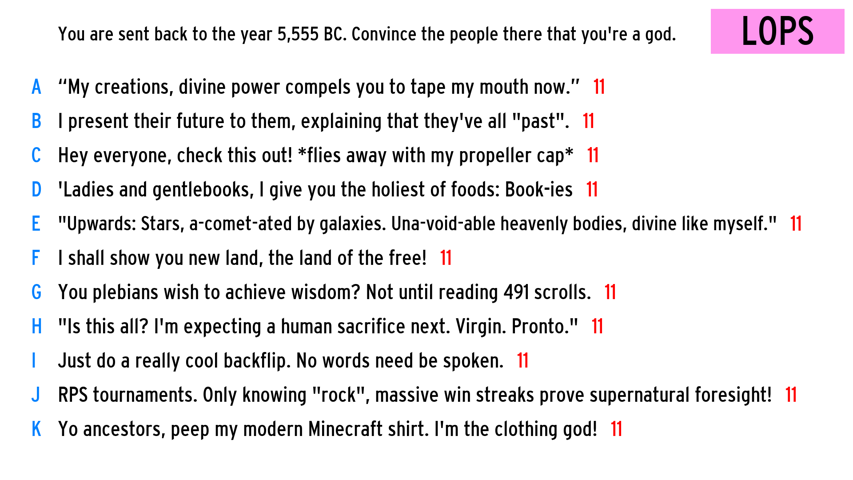 You are sent back to the year 5,555 BC. Convince the people there that you're a god.
LOPS
A “My creations, divine power compels you to tape my mouth now.” 11
B I present their future to them, explaining that they've all "past". 11
C Hey everyone, check this out! *flies away with my propeller cap* 11
D 'Ladies and gentlebooks, I give you the holiest of foods: Book-ies 11
E "Upwards: Stars, a-comet-ated by galaxies. Una-void-able heavenly bodies, divine like myself." 11
F I shall show you new land, the land of the free! 11
G You plebians wish to achieve wisdom? Not until reading 491 scrolls. 11
H "Is this all? I'm expecting a human sacrifice next. Virgin. Pronto." 11
I Just do a really cool backflip. No words need be spoken. 11
J RPS tournaments. Only knowing "rock", massive win streaks prove supernatural foresight! 11
K Yo ancestors, peep my modern Minecraft shirt. I'm the clothing god! 11